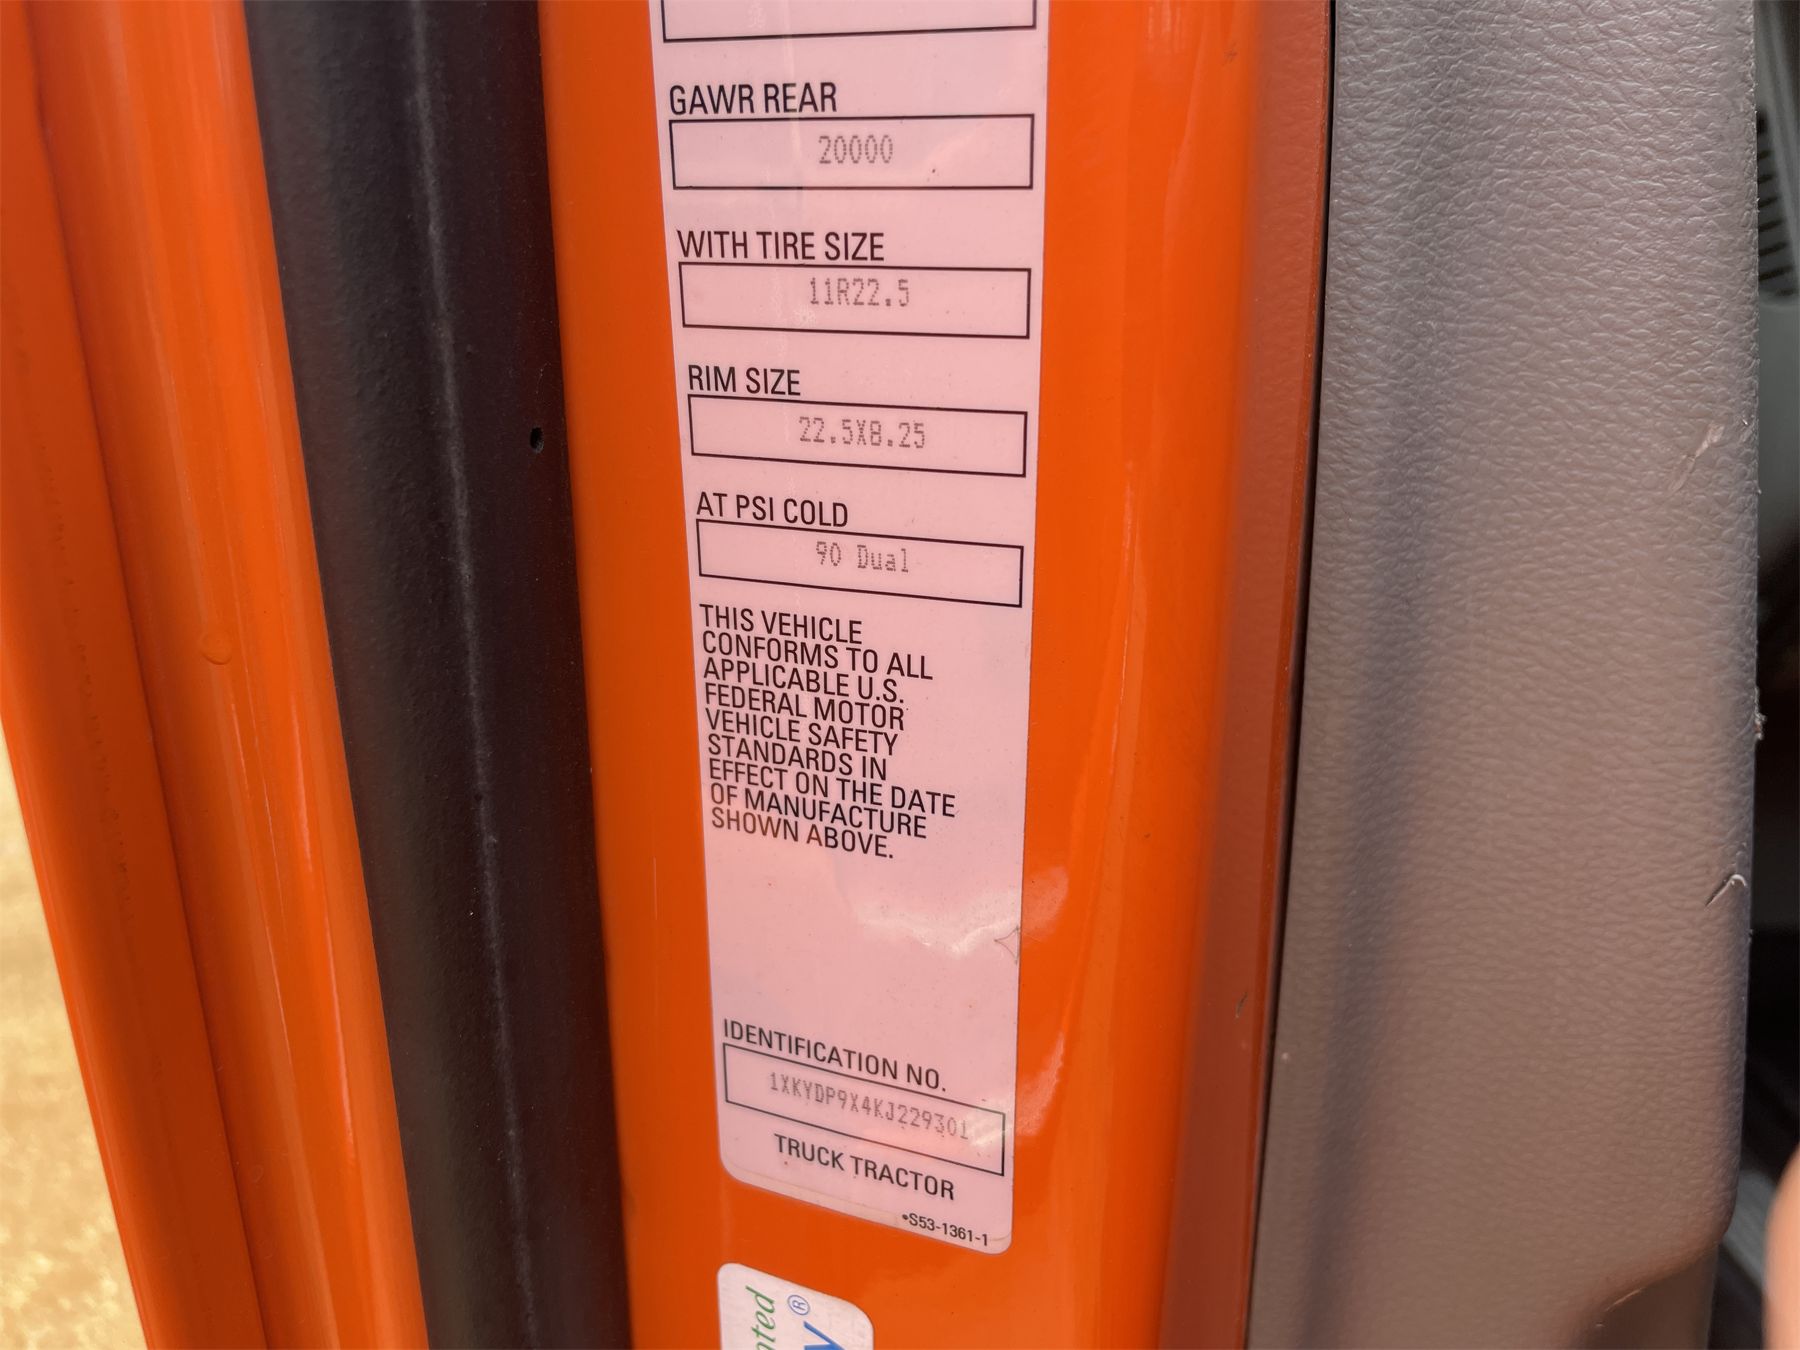 GAWR REAR
20000
WITH TIRE SIZE
11R22.5
RIM SIZE
22.5X8.25
AT PSI COLD
90 Dual
THIS VEHICLE
CONFORMS TO ALL
APPLICABLE U.S.
FEDERAL MOTOR
VEHICLE SAFETY
STANDARDS IN
EFFECT ON THE DATE
OF MANUFACTURE
SHOWN ABOVE.
IDENTIFICATION NO.
1XKYDP9X4KJ229301
TRUCK TRACTOR
•S53-1361-1